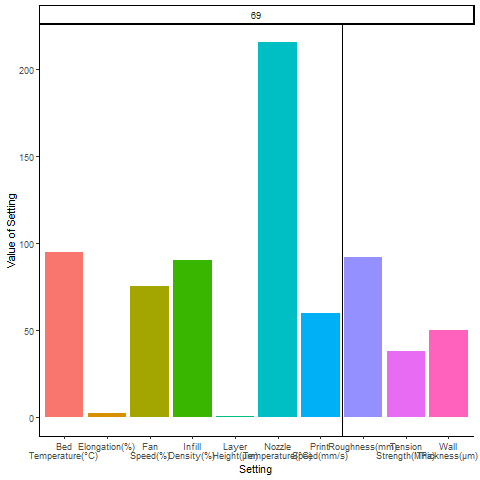 69
Value of Setting
200
150
100
50
0
Bed Elongation(%) Fan Infill Layer Nozzle Print Roughness(mm) Tension Wall
Temperature(°C) Speed(%) Density(%) Height(μm) Temperature(°C) Speed(mm/s) Strength(MPa) Thickness(μm)
Setting